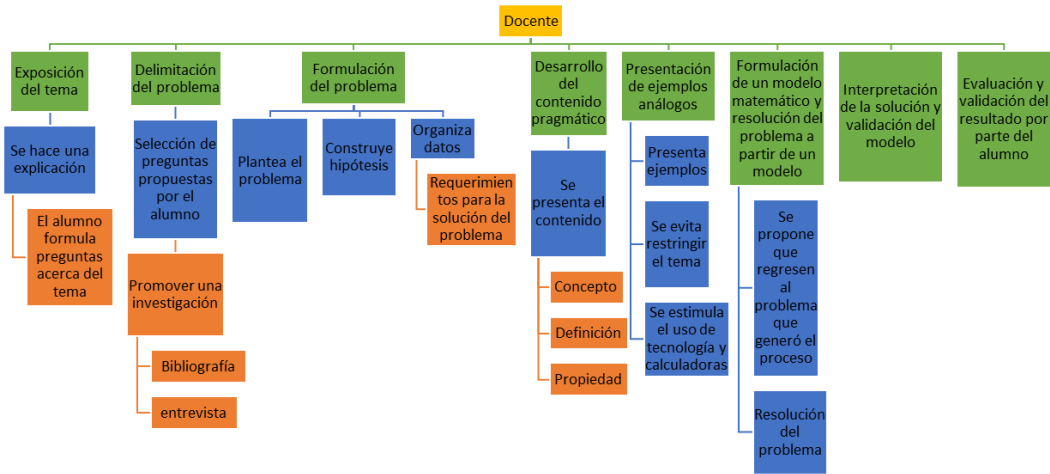 Docente
Exposición
del tema
Se hace una
explicación
El alumno
formula
preguntas
acerca del
tema
Delimitación
del problema
Selección de
preguntas
propuestas
por el
alumno
Promover una
investigación
Bibliografía
entrevista
Formulación
del problema
Plantea el
problema
Construye
hipótesis
Organiza
datos
Requerimien
tos para la
solución del
problema
Desarrollo
del
contenido
pragmático
Se
presenta el
contenido
Concepto
Definición
Propiedad
Presentación
de ejemplos
análogos
Presenta
ejemplos
Se evita
restringir
el tema
Se estimula
el uso de
tecnología y
calculadoras
Formulación
de un modelo
matemático y
resolución del
problema a
partir de un
modelo
Se
propone
que
regresen
al
problema
que
generó el
proceso
Resolución
del
problema
Interpretación
de la solución y
validación del
modelo
Evaluación y
validación del
resultado por
parte del
alumno